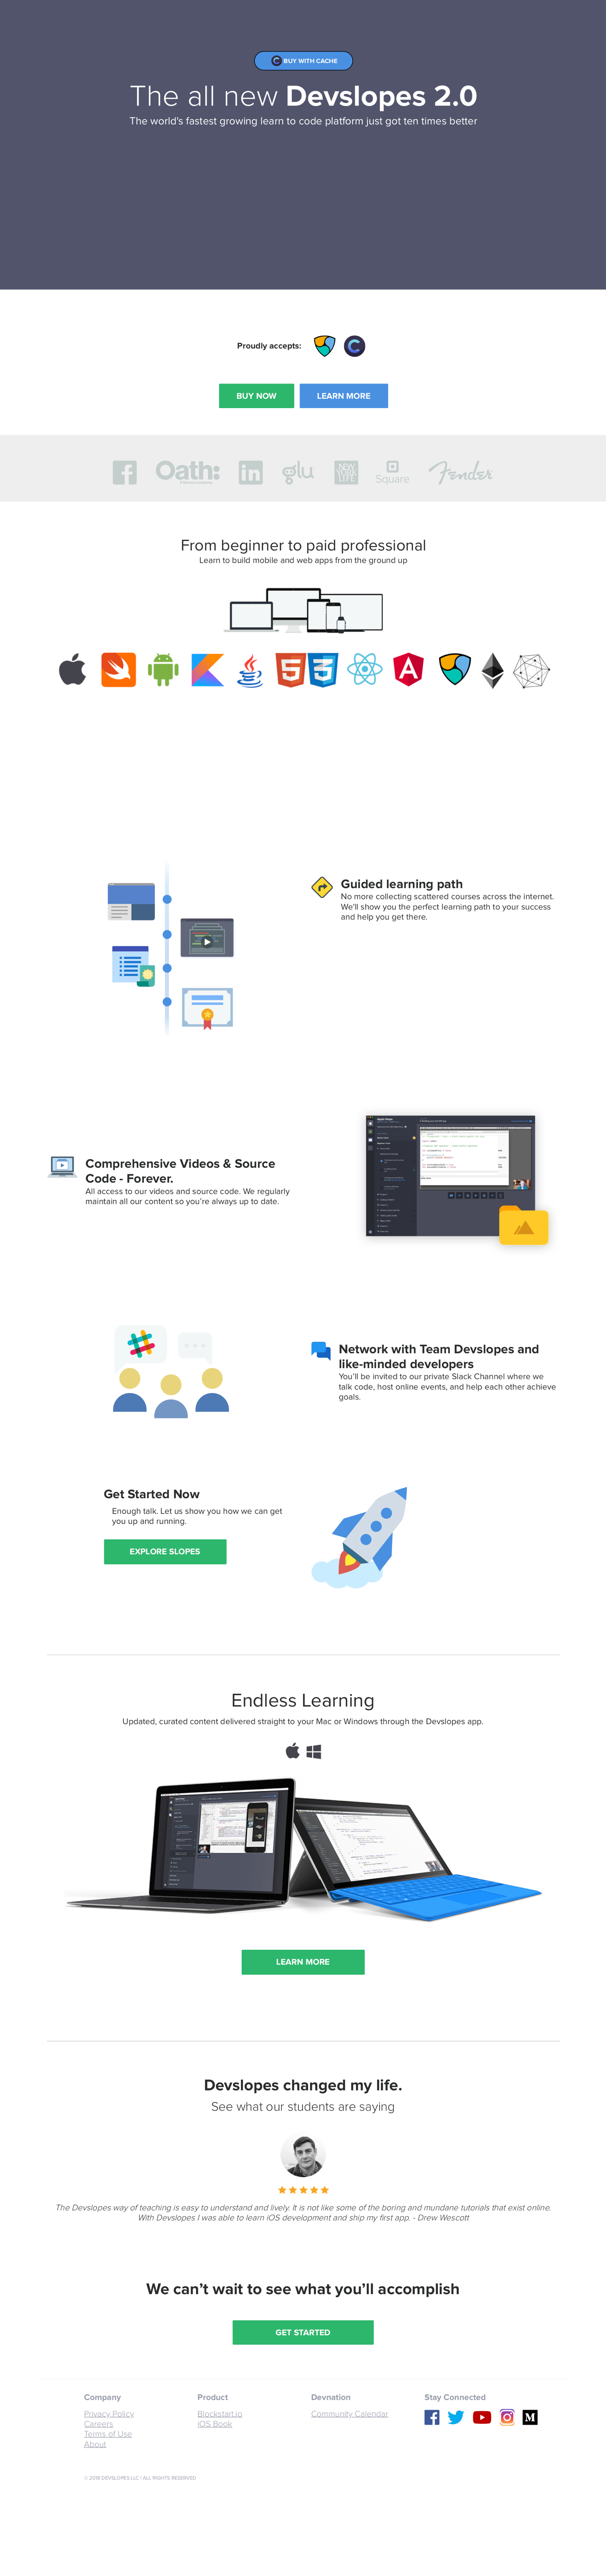 BUY WITH CACHE
The all new Devslopes 2.0
The world's fastest growing learn to code platform just got ten times better
Proudly accepts:
BUY NOW
LEARN MORE
Oath:
in
glu
NEW YORK LIFE
Square
Fender
From beginner to paid professional
Learn to build mobile and web apps from the ground up
Guided learning path
No more collecting scattered courses across the internet.
We'll show you the perfect learning path to your success
and help you get there.
Comprehensive Videos & Source
Code - Forever.
All access to our videos and source code. We regularly
maintain all our content so you're always up to date.
Network with Team Devslopes and
like-minded developers
You'll be invited to our private Slack Channel where we
talk code, host online events, and help each other achieve
goals.
Get Started Now
Enough talk. Let us show you how we can get
you up and running.
EXPLORE SLOPES
Endless Learning
Updated, curated content delivered straight to your Mac or Windows through the Devslopes app.
LEARN MORE
Devslopes changed my life.
See what our students are saying
The Devslopes way of teaching is easy to understand and lively. It is not like some of the boring and mundane tutorials that exist online.
With Devslopes I was able to learn iOS development and ship my first app. - Drew Wescott
We can't wait to see what you'll accomplish
GET STARTED
Company
Privacy Policy
Careers
Terms of Use
About
Product
Blockstart.io
iOS Book
Devnation
Community Calendar
Stay Connected
© 2018 DEVSLOPES LLC | ALL RIGHTS RESERVED